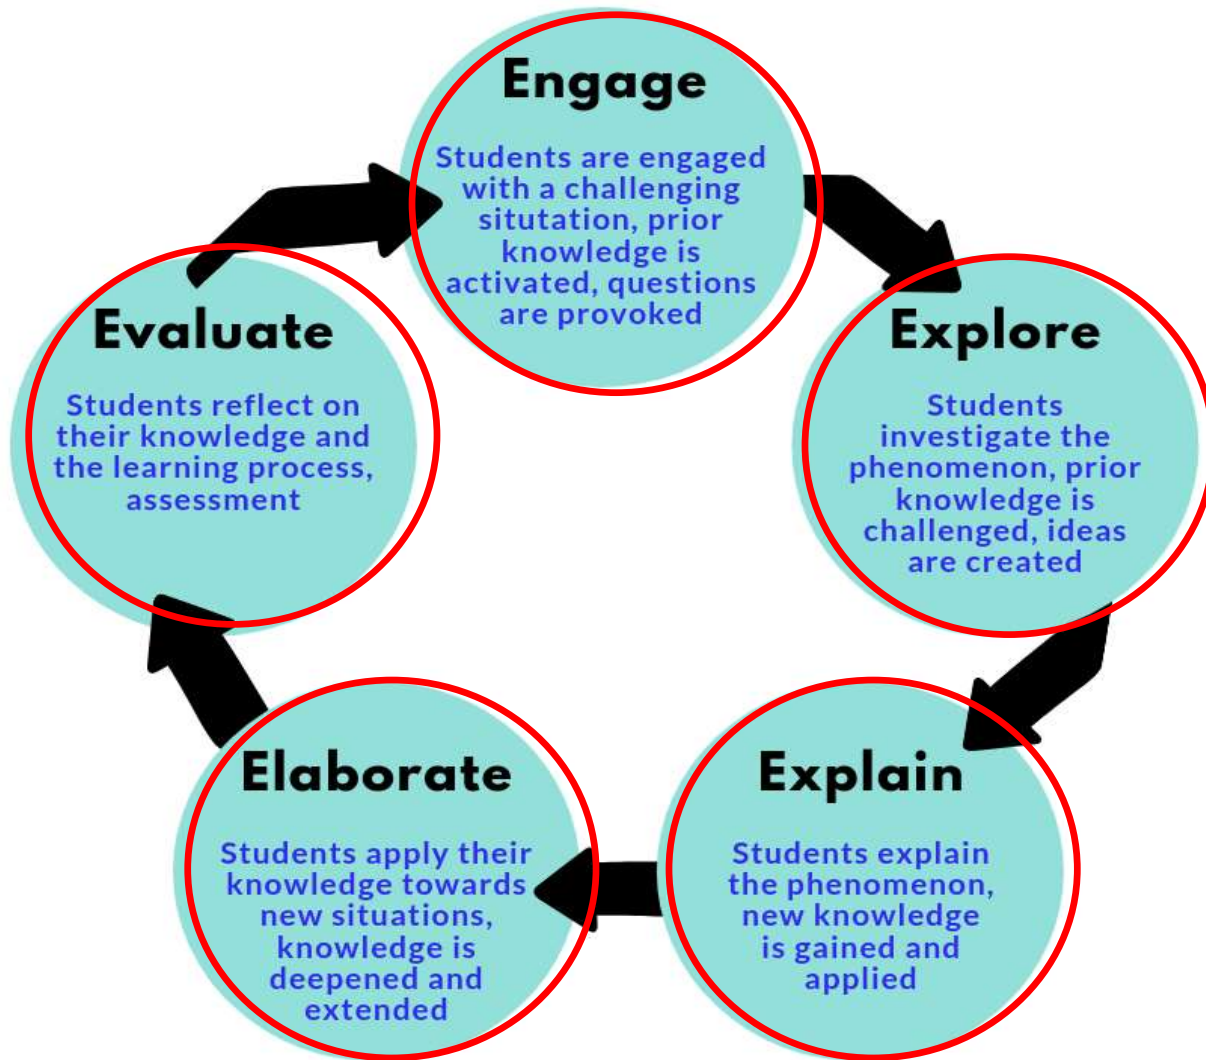 Engage
Students are engaged
with a challenging
situtation, prior
knowledge is
activated, questions
are provoked
Explore
Students
investigate the
phenomenon, prior
knowledge is
challenged, ideas
are created
Explain
Students explain
the phenomenon,
new knowledge
is gained and
applied
Elaborate
Students apply their
knowledge towards
new situations,
knowledge is
deepened and
extended
Evaluate
Students reflect on
their knowledge and
the learning process,
assessment